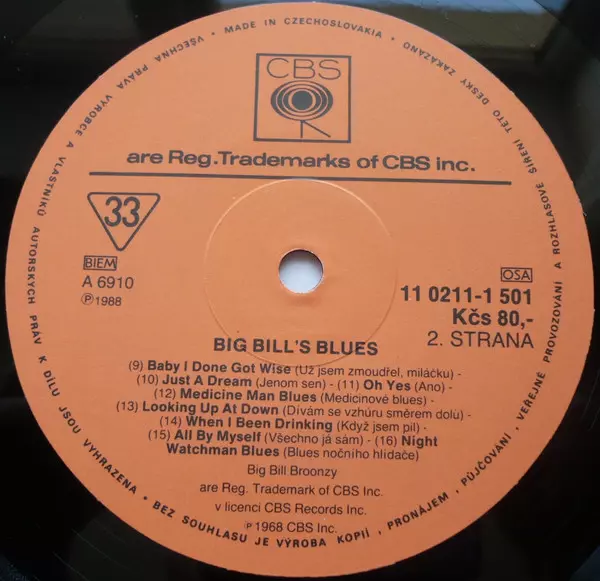 VŠECHNA PRÁVA VÝROBCE A VLASTNÍKŮ AUTORSKÝCH PRÁV K DÍLU JSOU VYHRAZENA • BEZ SOUHLASU JE VÝROBA KOPIÍ, PRONÁJEM, PŮJČOVÁNÍ, VEŘEJNÉ PROVOZOVÁNÍ A ROZHLASOVÉ ŠÍŘENÍ TÉTO DESKY ZAKÁZÁNO • MADE IN CZECHOSLOVAKIA •
CBS
are Reg. Trademarks of CBS inc.
33
BIEM
A 6910
℗1988
OSA
11 0211-1 501
Kčs 80,-
2. STRANA
BIG BILL'S BLUES
(9) Baby I Done Got Wise (Už jsem zmoudřel, miláčku) -
(10) Just A Dream (Jenom sen) - (11) Oh Yes (Ano) -
(12) Medicine Man Blues (Medicinové blues) -
(13) Looking Up At Down (Dívám se vzhůru směrem dolů) -
(14) When I Been Drinking (Když jsem pil) -
(15) All By Myself (Všechno já sám) - (16) Night
Watchman Blues (Blues nočního hlídače)
Big Bill Broonzy
are Reg. Trademark of CBS Inc.
v licenci CBS Records Inc.
℗1968 CBS Inc.